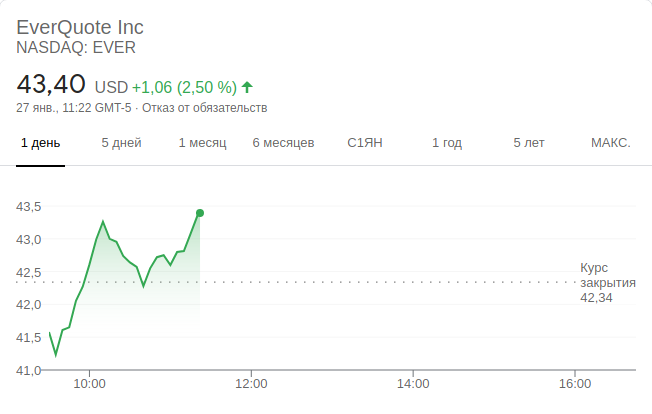 EverQuote Inc
NASDAQ: EVER
43,40 USD +1,06 (2,50 %)
27 янв., 11:22 GMT-5 · Отказ от обязательств
1 день 5 дней 1 месяц 6 месяцев С1ЯН 1 год 5 лет МАКС.
43,5
43,0
42,5
42,0
41,5
41,0
Курс
закрытия
42,34
10:00 12:00 14:00 16:00